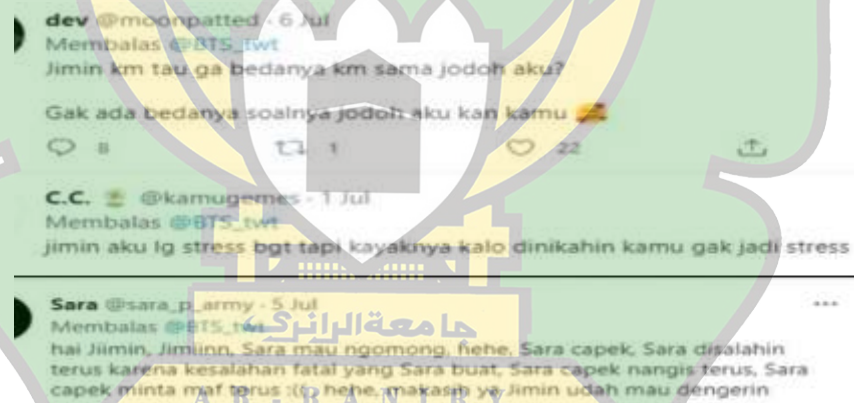 dev @moonpatted · 6 Jul
Membalas @BTS_twt
Jimin km tau ga bedanya km sama jodoh aku?
Gak ada bedanya soalnya jodoh aku kan kamu 🥰
8 1 22
C.C. @kamugemes · 1 Jul
Membalas @BTS_twt
jimin aku lg stress bgt tapi kayaknya kalo dinikahin kamu gak jadi stress
Sara @sara_p_army · 5 Jul
Membalas @BTS_twt
جامعة الرانري
hai Jiimin, Jimiinn, Sara mau ngomong, hehe, Sara capek, Sara disalahin
terus karena kesalahan fatal yang Sara buat, Sara capek nangis terus, Sara
capek minta maf terus :(( hehe, makasih ya Jimin udah mau dengerin
AR-RANIRY